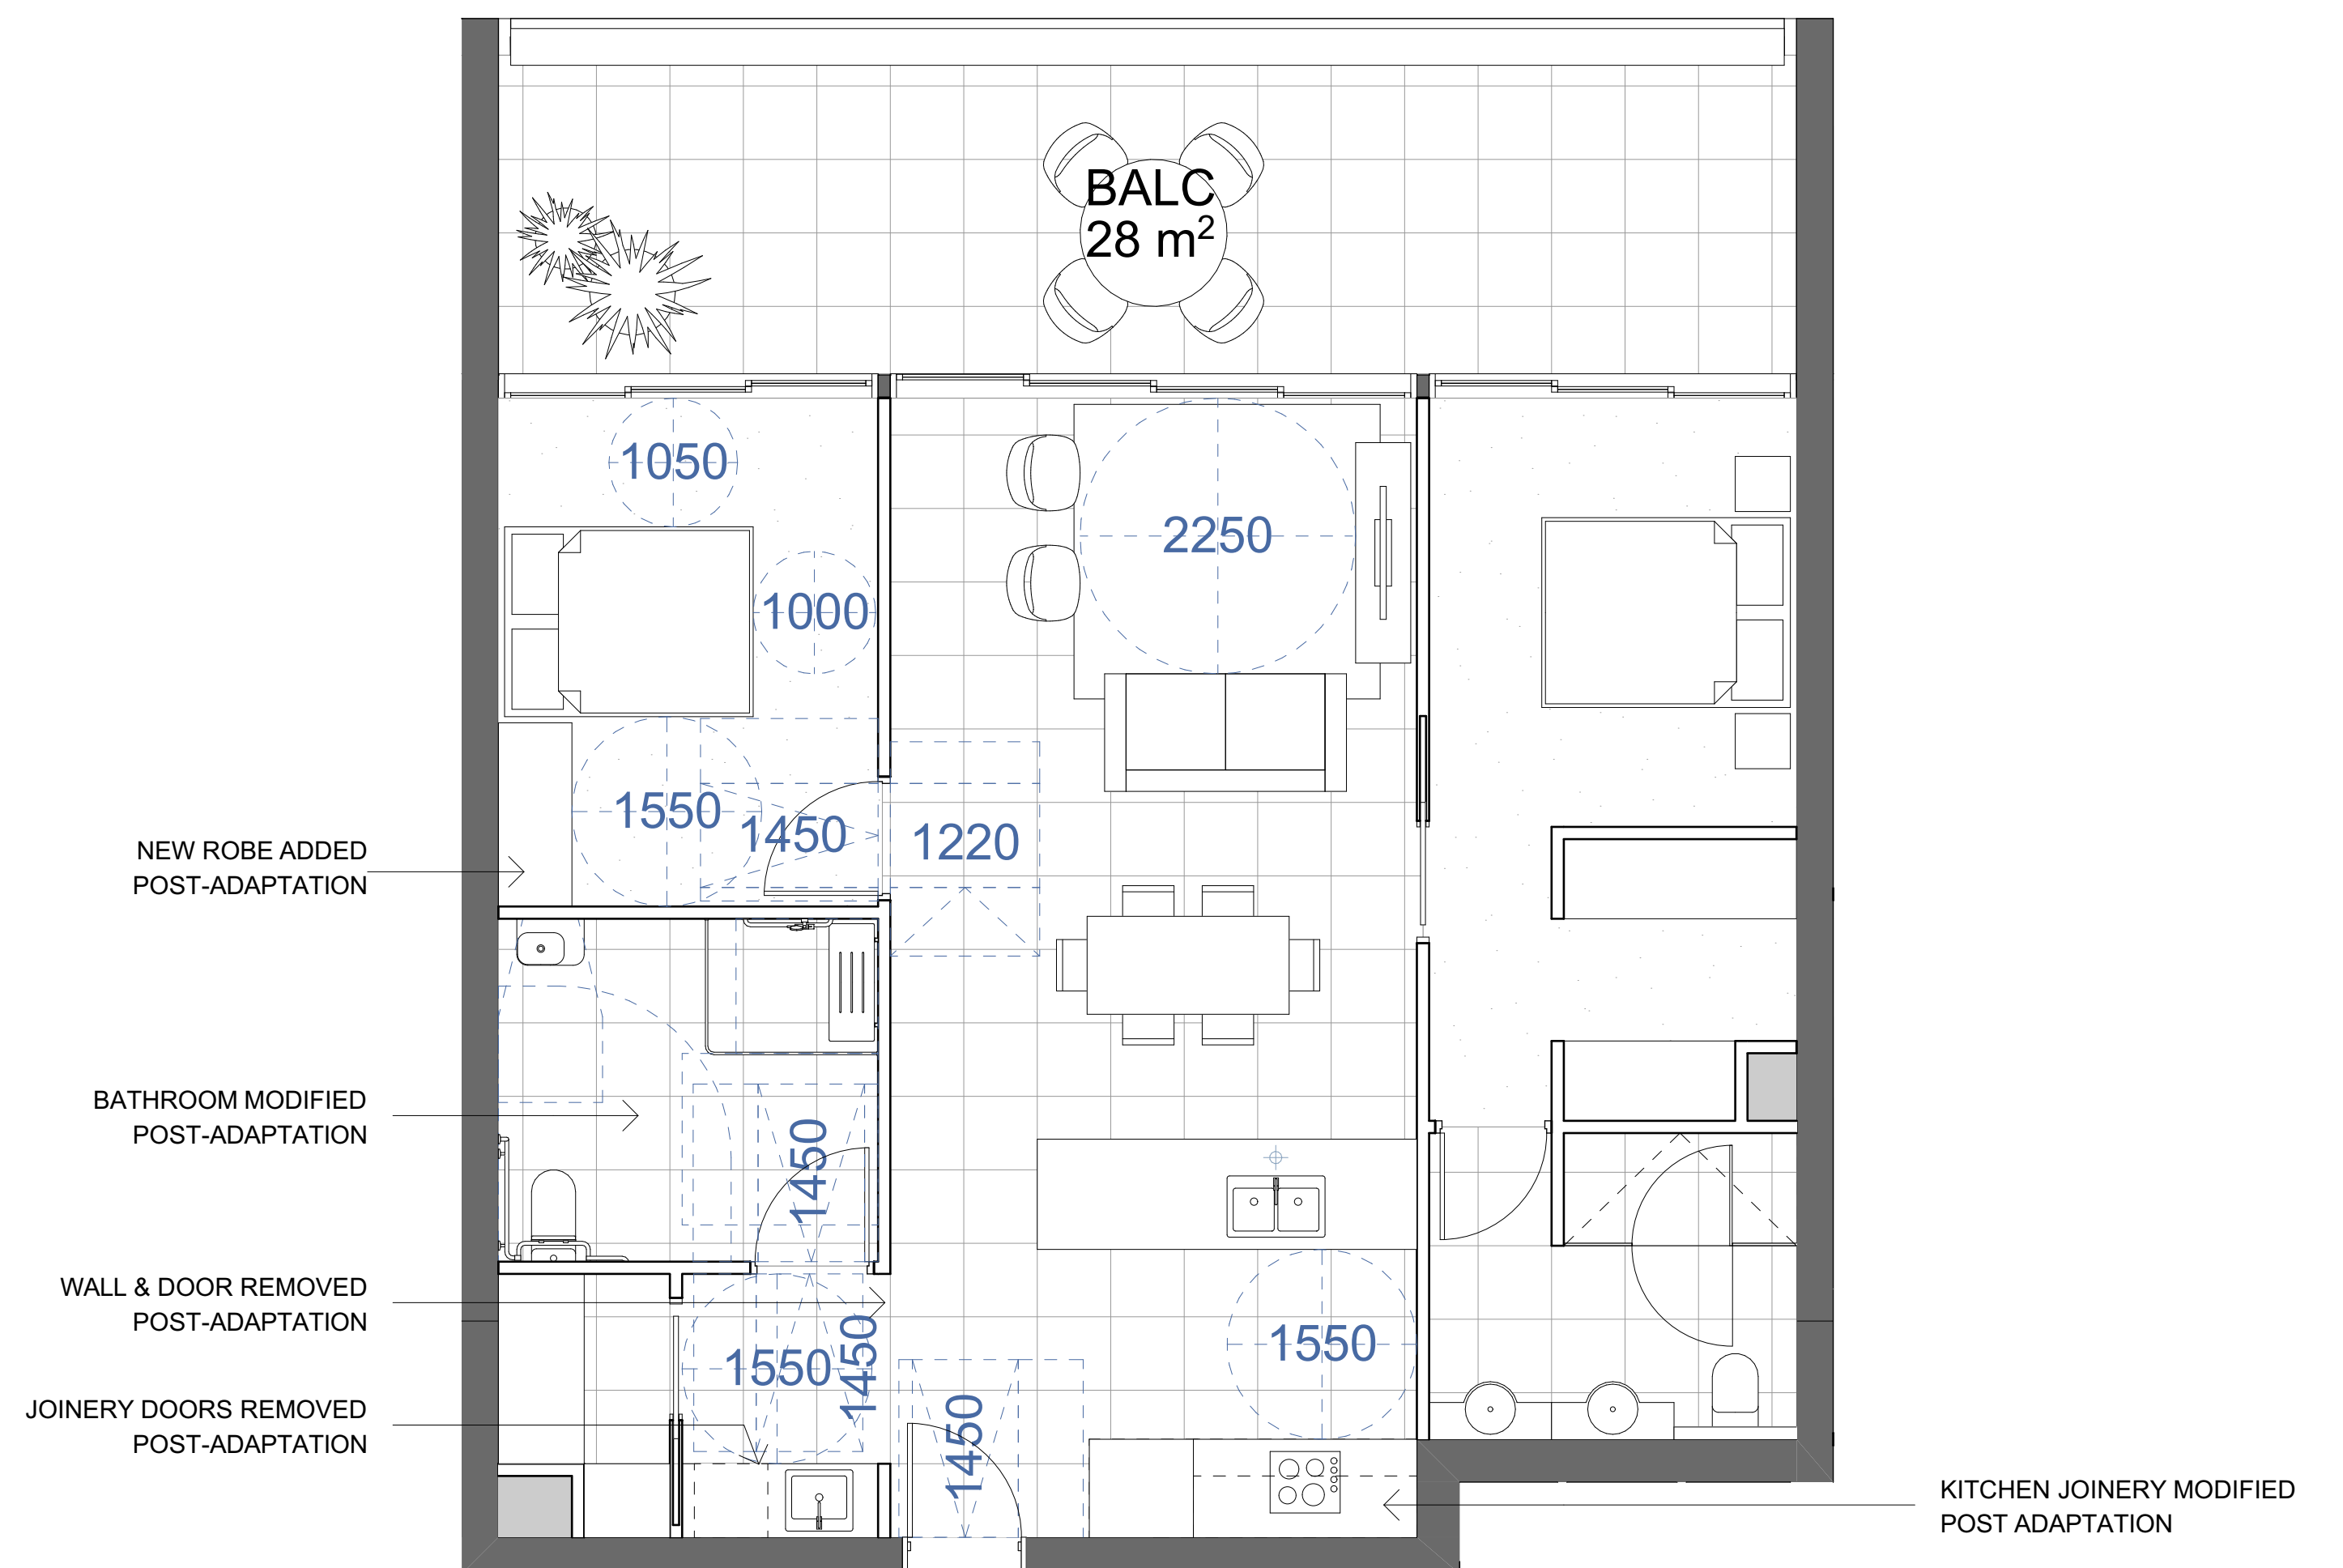 BALC
28 m²
1050
2250
1000
1550
1450
1220
NEW ROBE ADDED
POST-ADAPTATION
BATHROOM MODIFIED
POST-ADAPTATION
1450
WALL & DOOR REMOVED
POST-ADAPTATION
1550
1450
1550
JOINERY DOORS REMOVED
POST-ADAPTATION
1450
KITCHEN JOINERY MODIFIED
POST ADAPTATION